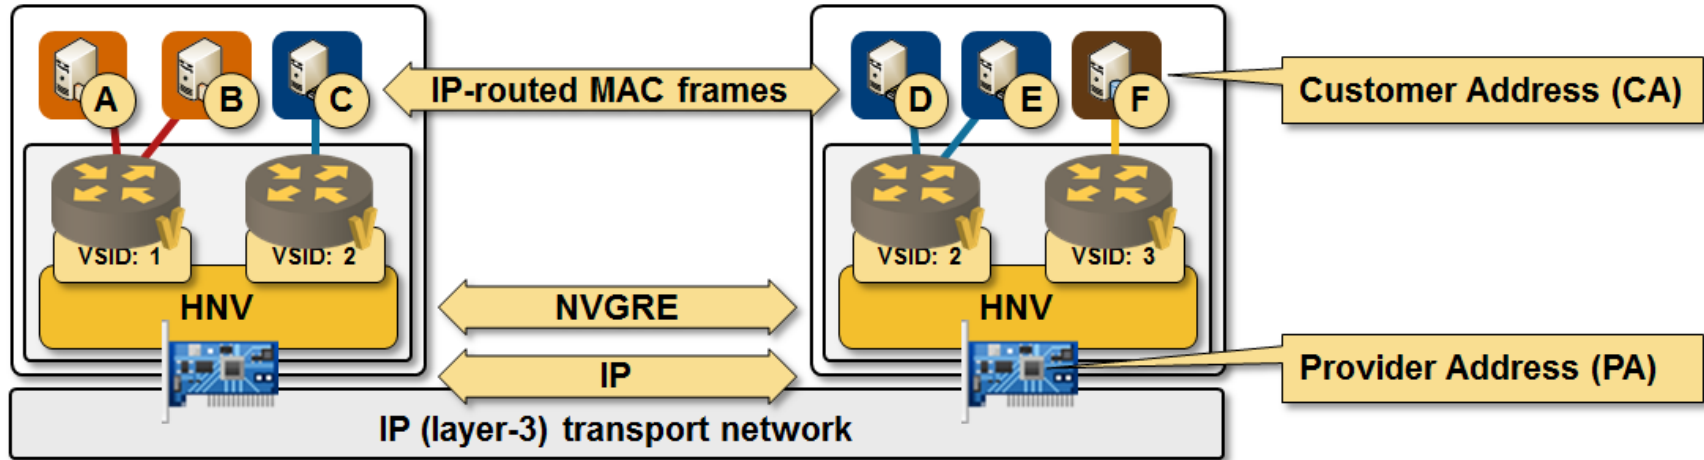 A
B
C
IP-routed MAC frames
D
E
F
Customer Address (CA)
VSID: 1
VSID: 2
VSID: 2
VSID: 3
HNV
NVGRE
HNV
IP
Provider Address (PA)
IP (layer-3) transport network